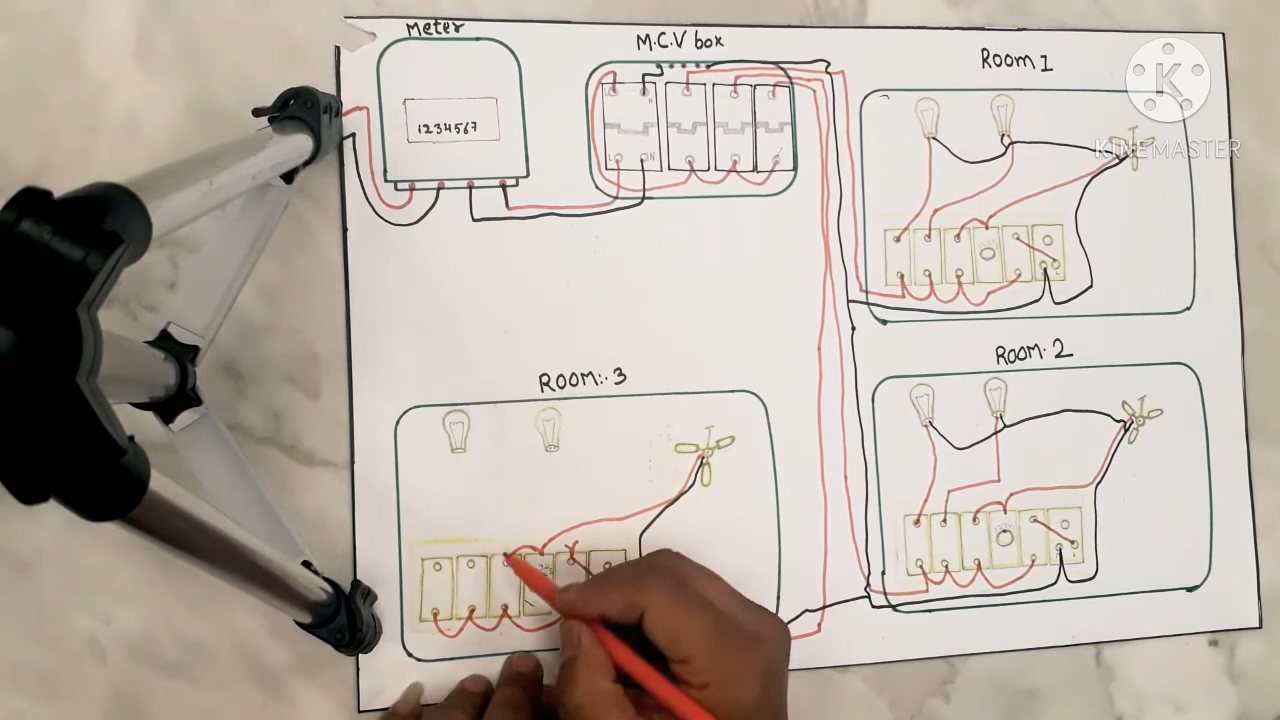 Meter
M.C.V box
Room 1
K
KINEMASTER
1234567
L N
ROOM. 2
ROOM:. 3